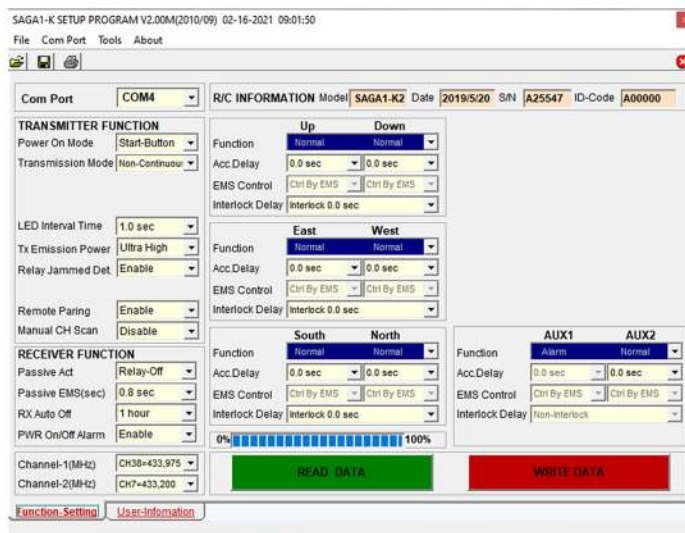 SAGA1-K SETUP PROGRAM V2.00M(2010/09) 02-16-2021 09:01:50
File Com Port Tools About
Com Port COM4
R/C INFORMATION Model SAGA1-K2 Date 2019/5/20 S/N A25547 ID-Code A00000
TRANSMITTER FUNCTION
Power On Mode Start-Button
Transmission Mode Non-Continuou
LED Interval Time 1.0 sec
Tx Emission Power Ultra High
Relay Jammed Det. Enable
Remote Paring Enable
Manual CH Scan Disable
RECEIVER FUNCTION
Passive Act Relay-Off
Passive EMS(sec) 0.8 sec
RX Auto Off 1 hour
PWR On/Off Alarm Enable
Channel-1(MHz) CH38=433,975
Channel-2(MHz) CH7=433,200
Up Down
Function Normal Normal
Acc.Delay 0.0 sec 0.0 sec
EMS Control Ctrl By EMS Ctrl By EMS
Interlock Delay Interlock 0.0 sec
East West
Function Normal Normal
Acc.Delay 0.0 sec 0.0 sec
EMS Control Ctrl By EMS Ctrl By EMS
Interlock Delay Interlock 0.0 sec
South North
Function Normal Normal
Acc.Delay 0.0 sec 0.0 sec
EMS Control Ctrl By EMS Ctrl By EMS
Interlock Delay Interlock 0.0 sec
AUX1 AUX2
Function Alarm Normal
Acc.Delay 0.0 sec 0.0 sec
EMS Control Ctrl By EMS Ctrl By EMS
Interlock Delay Non-Interlock
0% 100%
READ DATA
WRITE DATA
Function-Setting User-Infomation